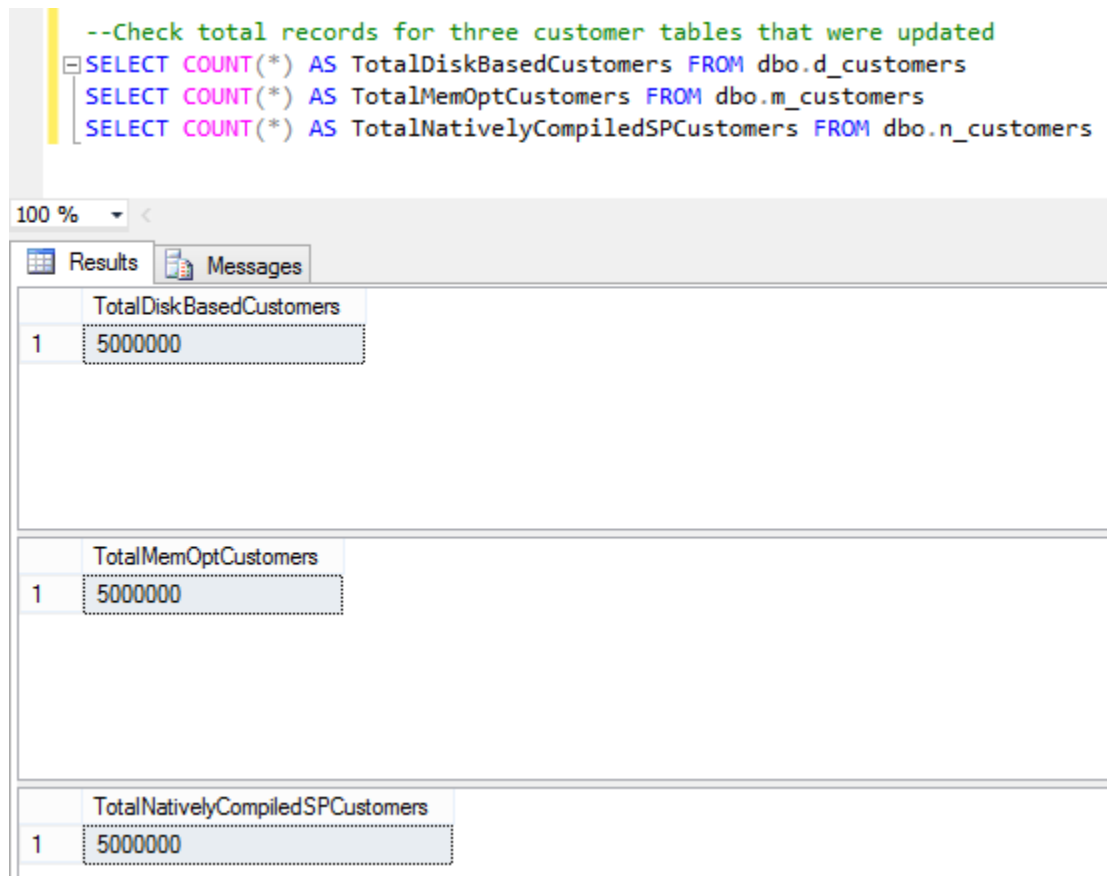 --Check total records for three customer tables that were updated
SELECT COUNT(*) AS TotalDiskBasedCustomers FROM dbo.d_customers
SELECT COUNT(*) AS TotalMemOptCustomers FROM dbo.m_customers
SELECT COUNT(*) AS TotalNativelyCompiledSPCustomers FROM dbo.n_customers
100 %
Results Messages
TotalDiskBasedCustomers
1 5000000
TotalMemOptCustomers
1 5000000
TotalNativelyCompiledSPCustomers
1 5000000